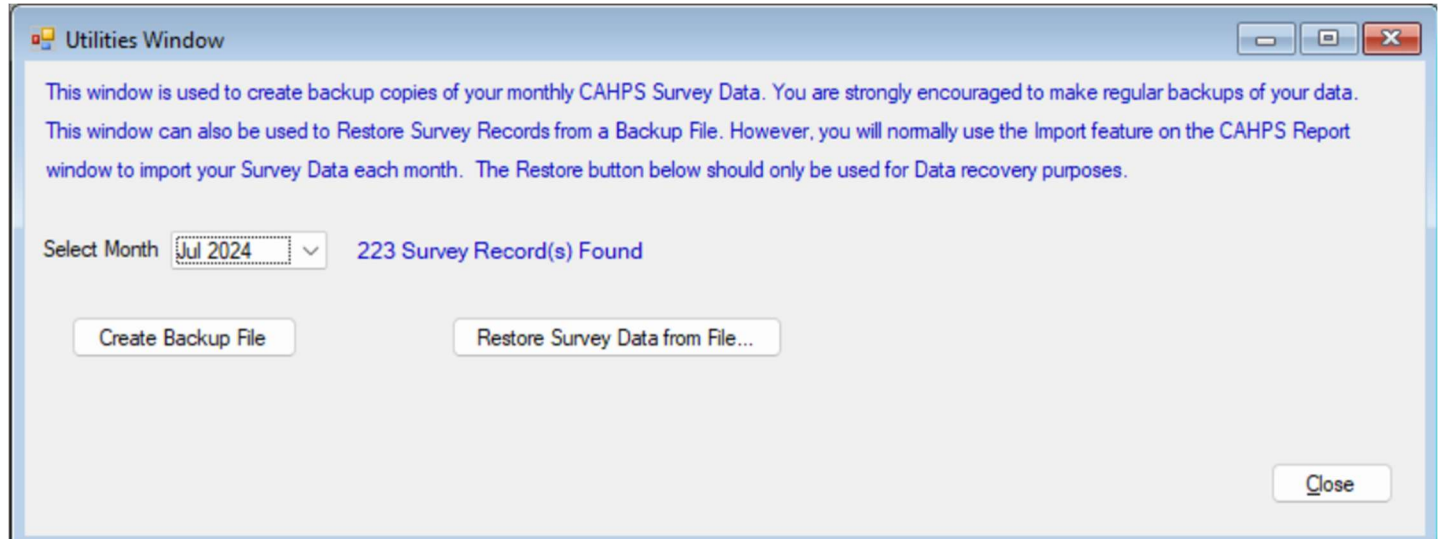 Utilities Window
This window is used to create backup copies of your monthly CAHPS Survey Data. You are strongly encouraged to make regular backups of your data.
This window can also be used to Restore Survey Records from a Backup File. However, you will normally use the Import feature on the CAHPS Report
window to import your Survey Data each month.  The Restore button below should only be used for Data recovery purposes.
Select Month Jul 2024 223 Survey Record(s) Found
Create Backup File Restore Survey Data from File...
Close